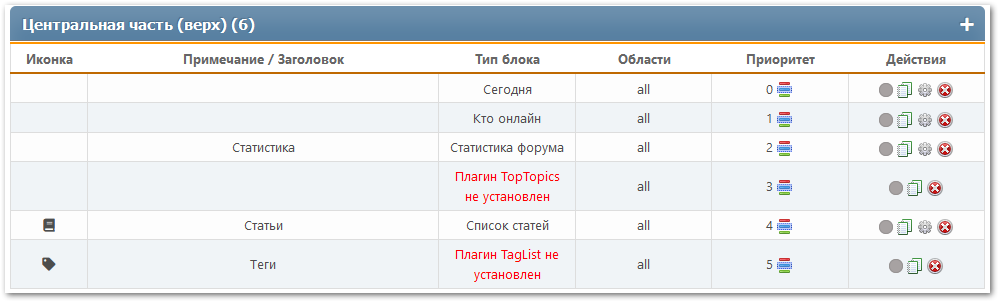 Центральная часть (верх) (6)
Иконка Примечание / Заголовок Тип блока Области Приоритет Действия
Сегодня all 0
Кто онлайн all 1
Статистика Статистика форума all 2
Плагин TopTopics
не установлен all 3
Статьи Список статей all 4
Теги Плагин TagList не
установлен all 5